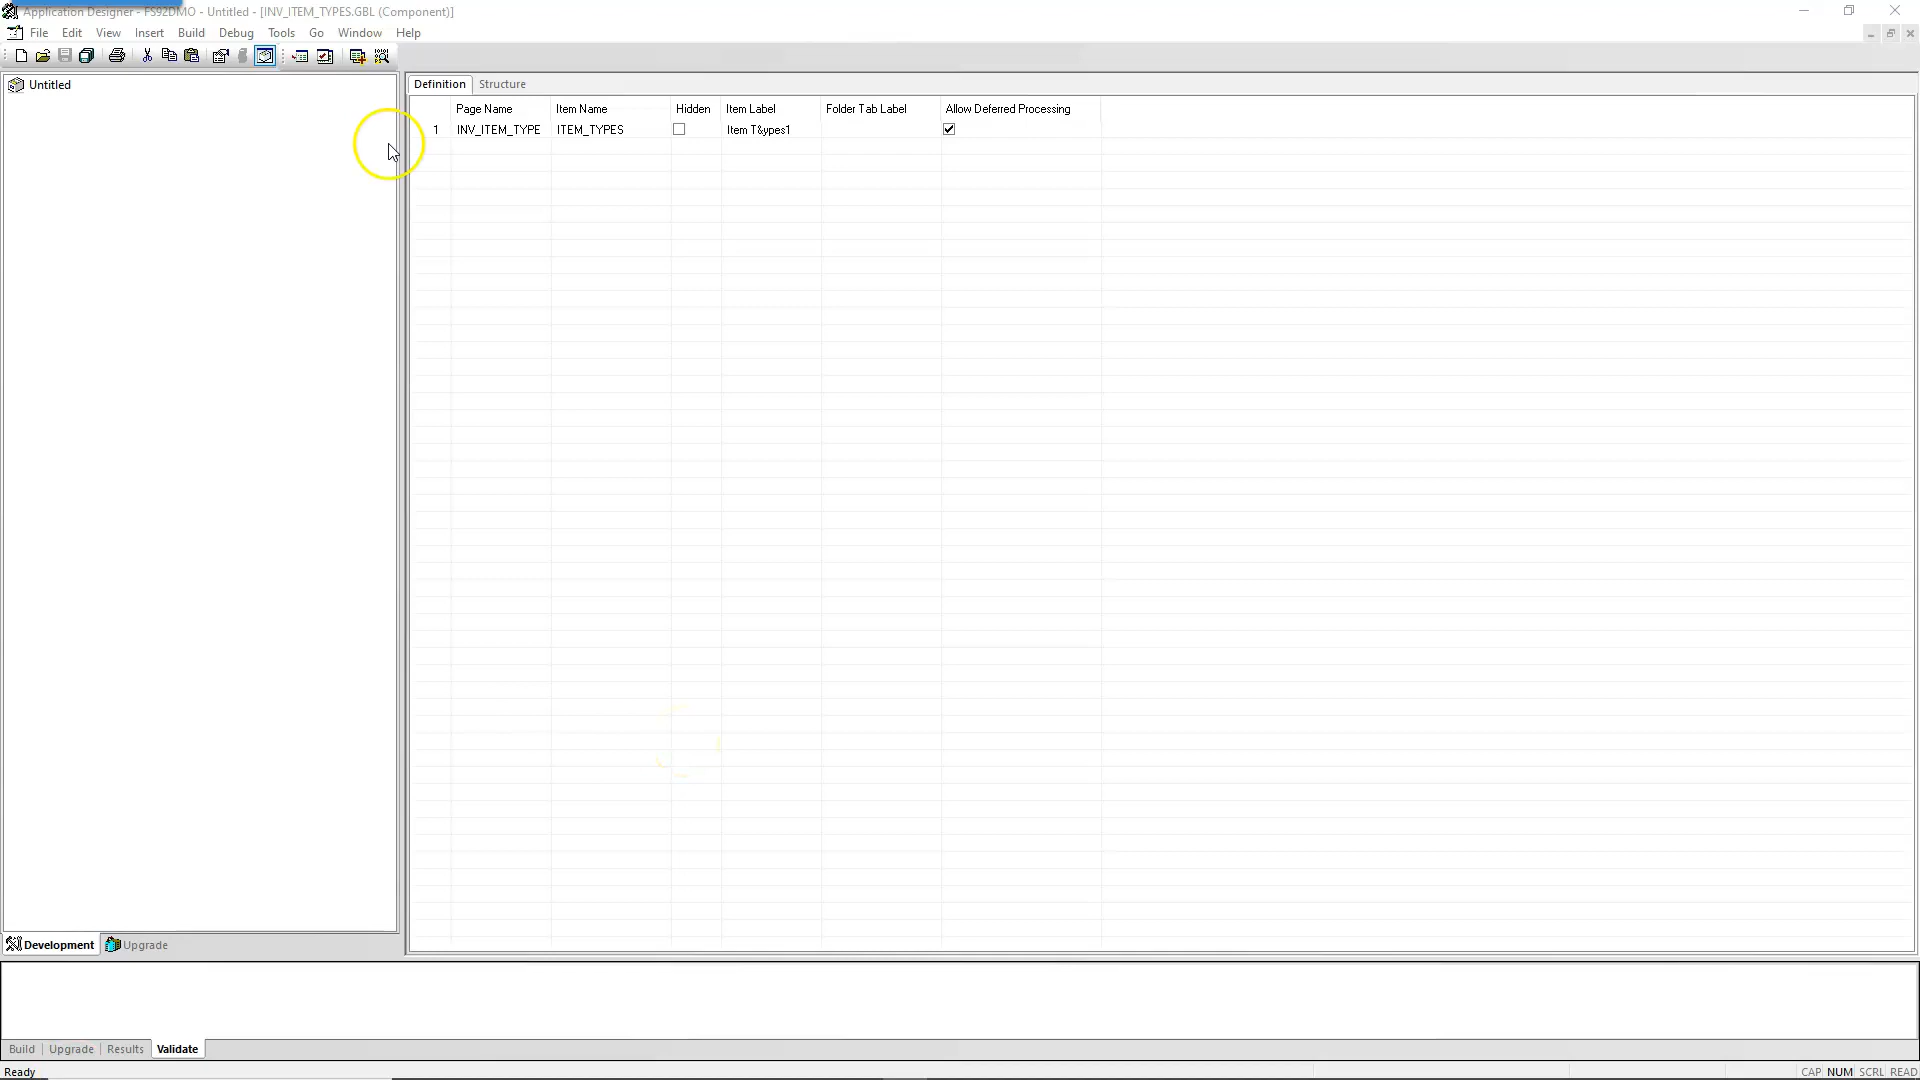 Application Designer - FS92DMO - Untitled - [INV_ITEM_TYPES.GBL (Component)]
File Edit View Insert Build Debug Tools Go Window Help
Untitled
Definition Structure
Page Name Item Name Hidden Item Label Folder Tab Label Allow Deferred Processing
1 INV_ITEM_TYPE ITEM_TYPES Item T&ypes1
Development Upgrade
Build Upgrade Results Validate
Ready CAP NUM SCRL READ